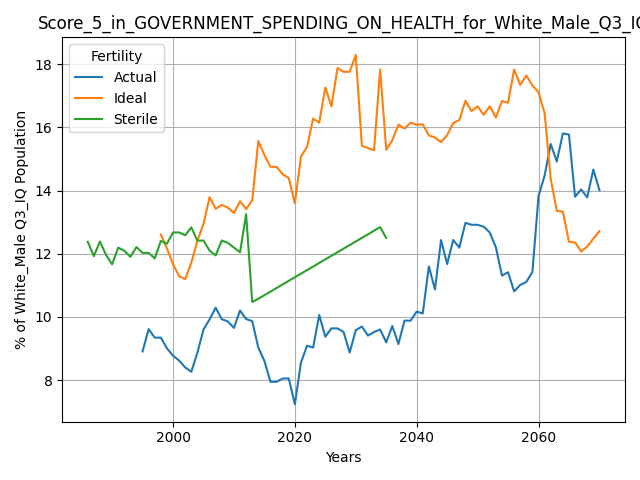 Score_5_in_GOVERNMENT_SPENDING_ON_HEALTH_for_White_Male_Q3_IQ
Fertility
Actual
Ideal
Sterile
% of White_Male Q3_IQ Population
18
16
14
12
10
8
2000 2020 2040 2060
Years